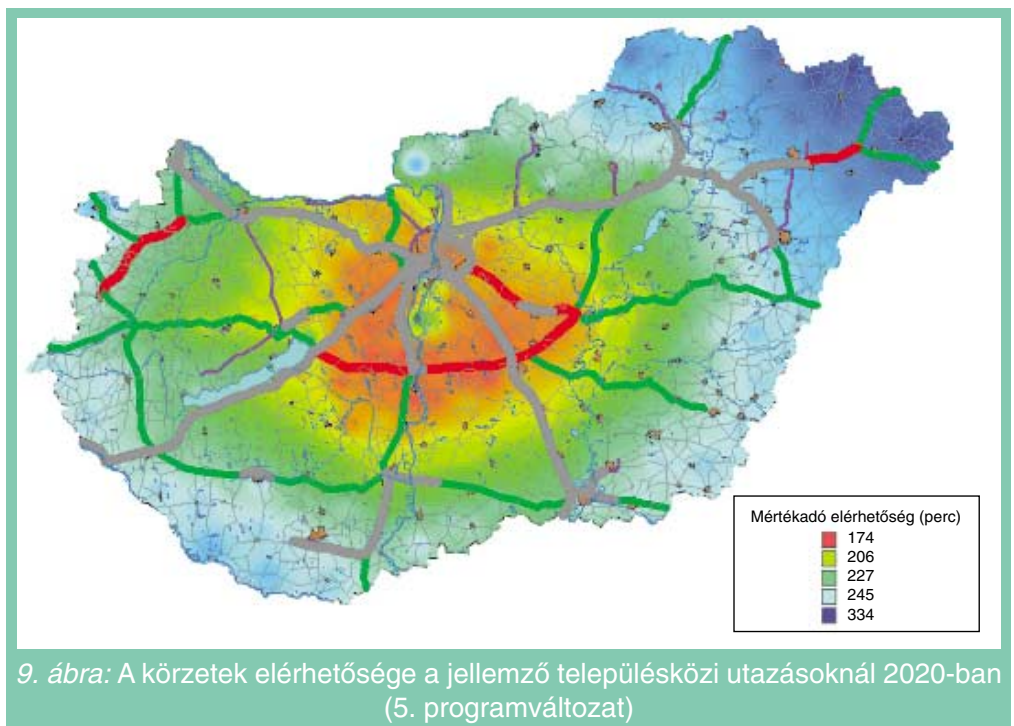 Mértékadó elérhetőség (perc)
174
206
227
245
334
9. ábra: A körzetek elérhetősége a jellemző településközi utazásoknál 2020-ban
(5. programváltozat)